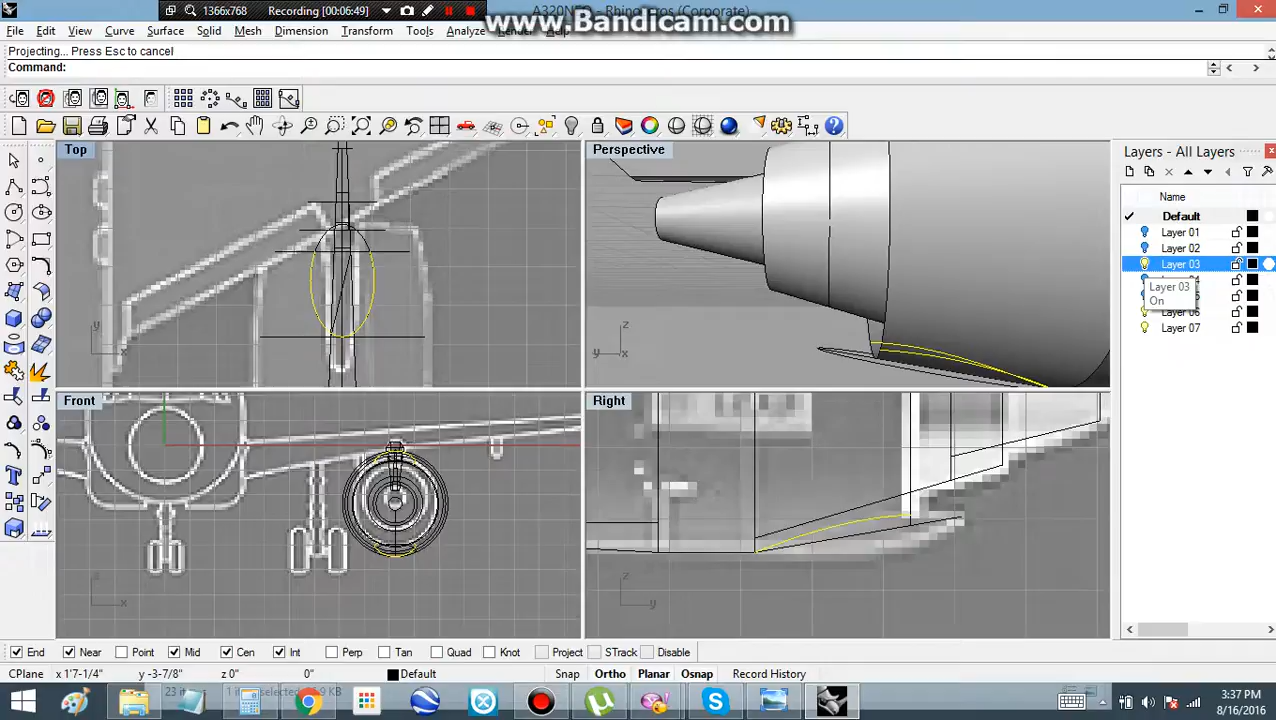 1366x768
Recording [00:06:49]
www.Bandicam.com
File Edit View Curve Surface Solid Mesh Dimension Transform Tools Analyze
Projecting... Press Esc to cancel
Command:
Top
Perspective
Layers - All Layers
Name
Default
Layer 01
Layer 02
Layer 03
Layer 03
On
Layer 06
Layer 07
y
x
z
y
x
Front
Right
z
x
z
y
End Near Point Mid Cen Int Perp Tan Quad Knot Project STrack Disable
CPlane x 1'7-1/4" y -3-7/8" z 0" 0" Default Snap Ortho Planar Osnap Record History
3:37 PM
8/16/2016